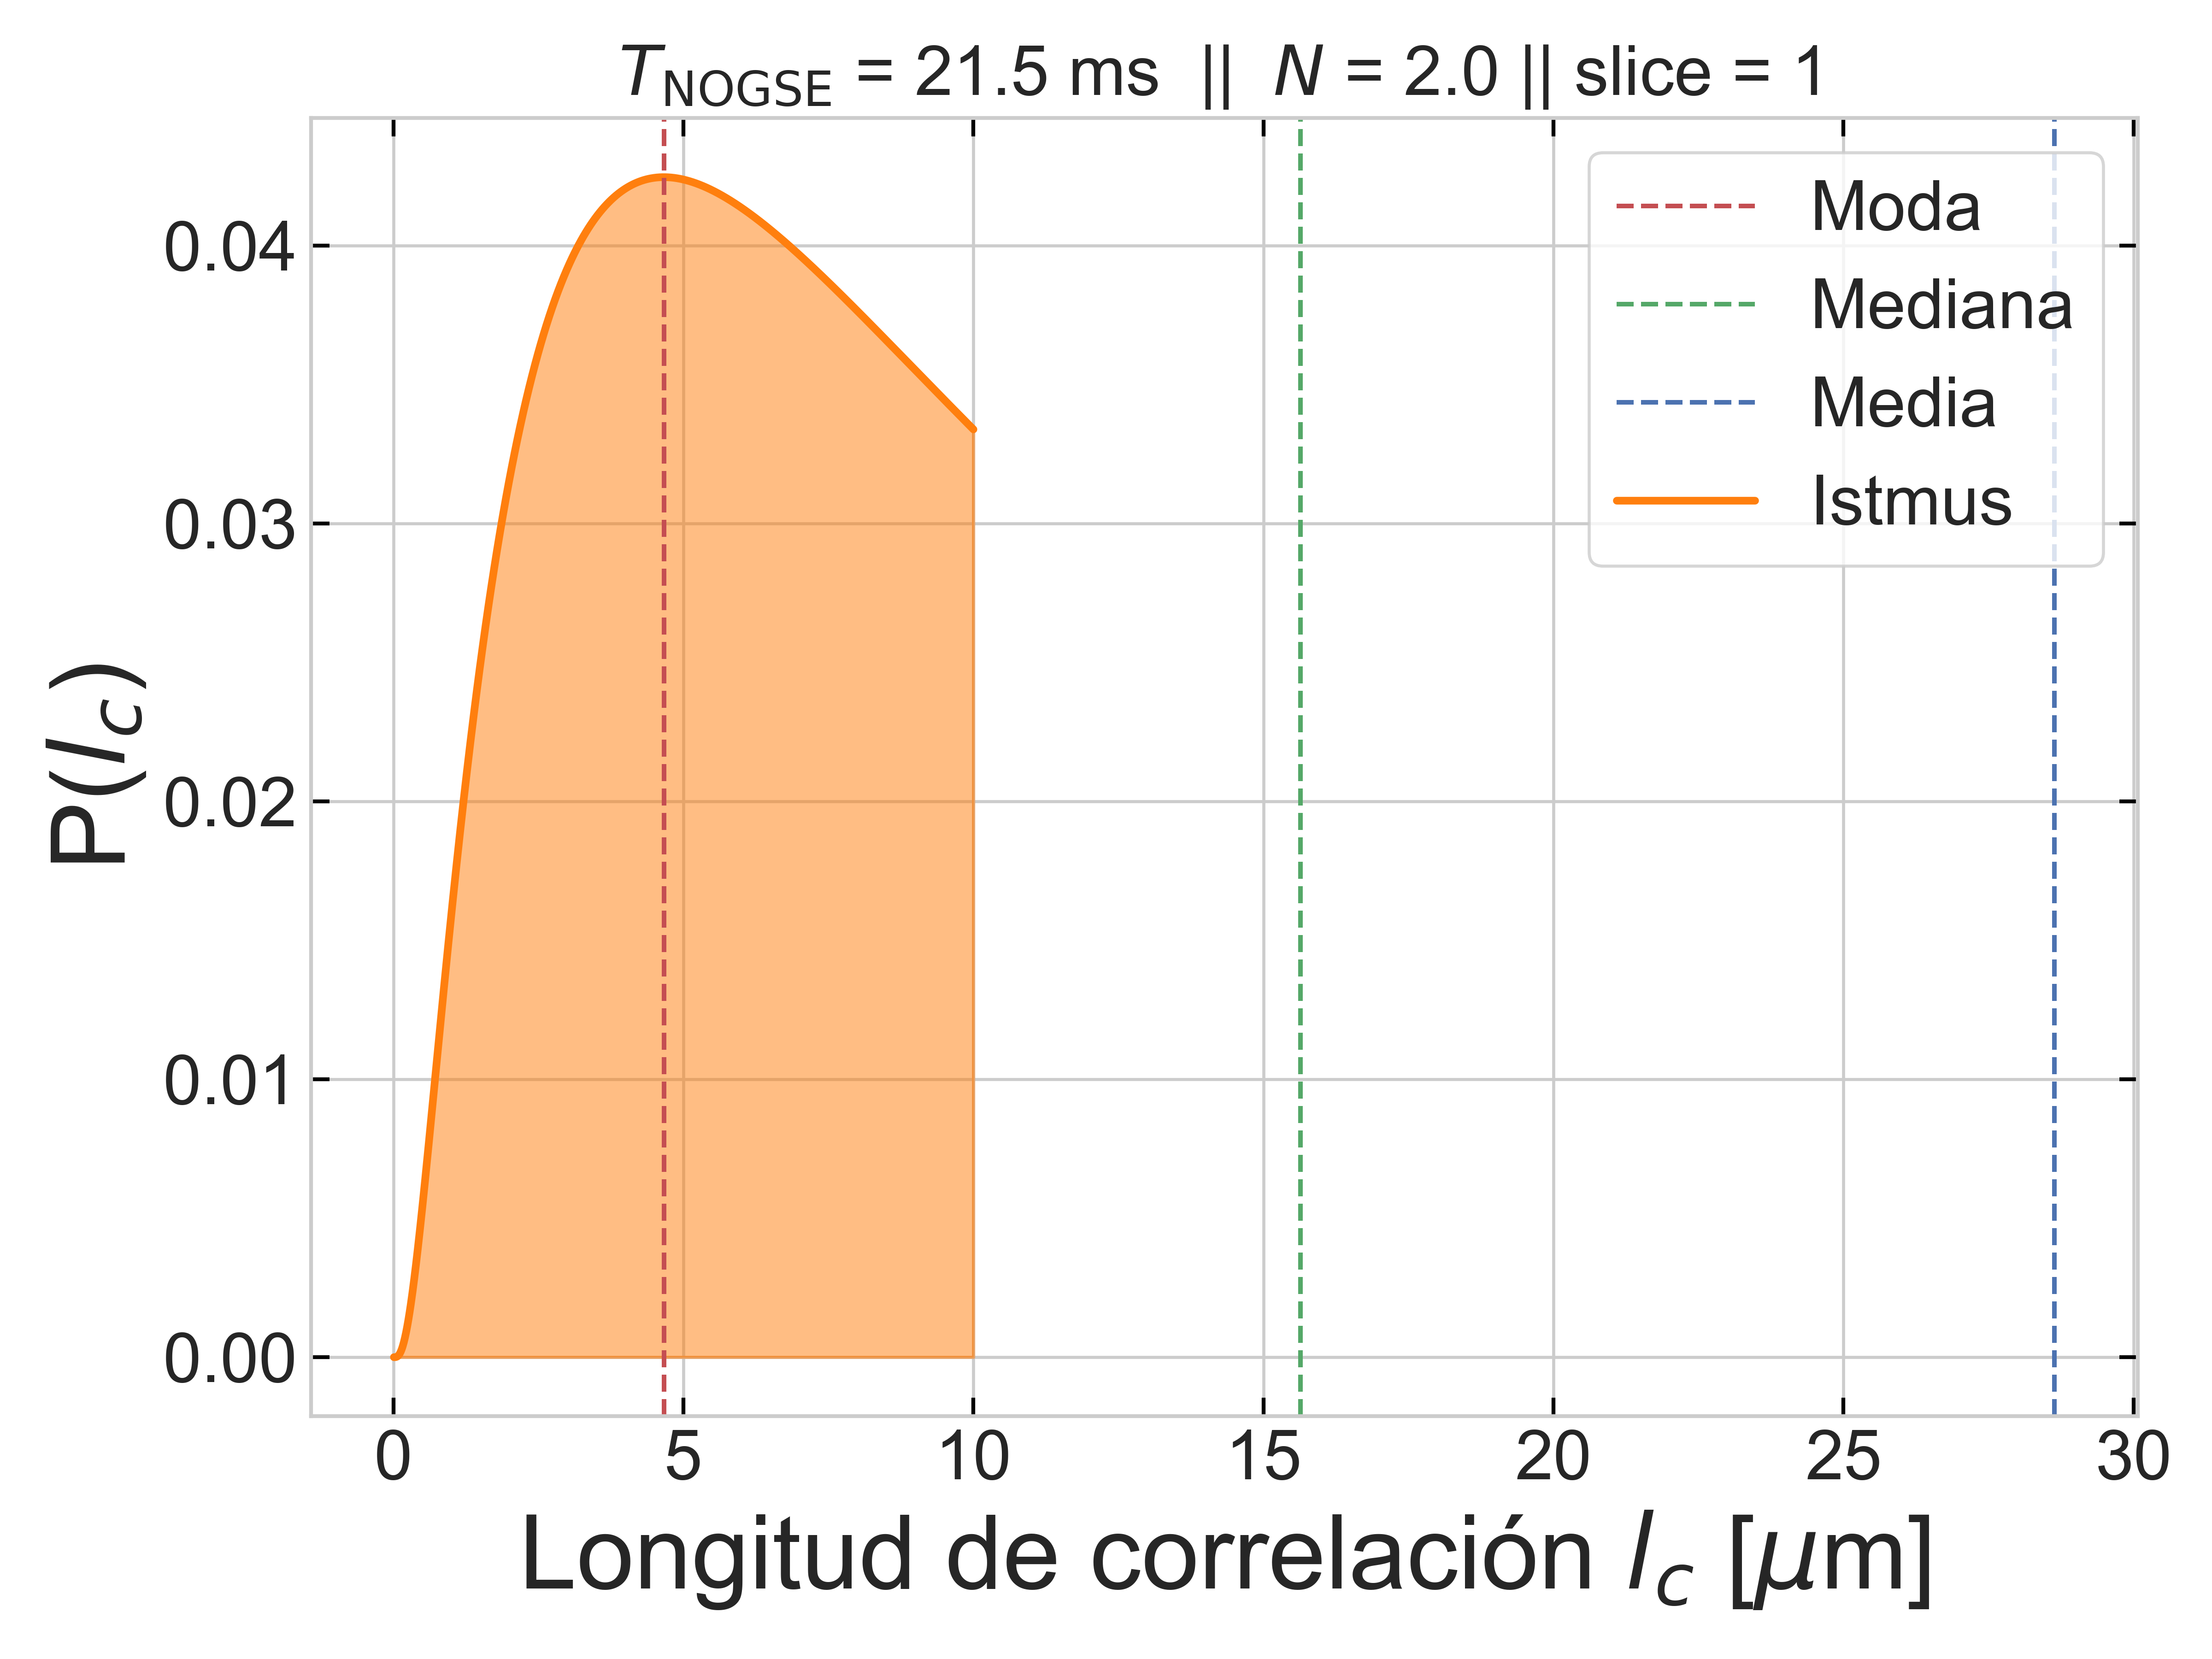 T_NOGSE = 21.5 ms || N = 2.0 || slice = 1
Moda
Mediana
Media
Istmus
P(l_c)
0.04
0.03
0.02
0.01
0.00
0 5 10 15 20 25 30
Longitud de correlación l_c [μm]